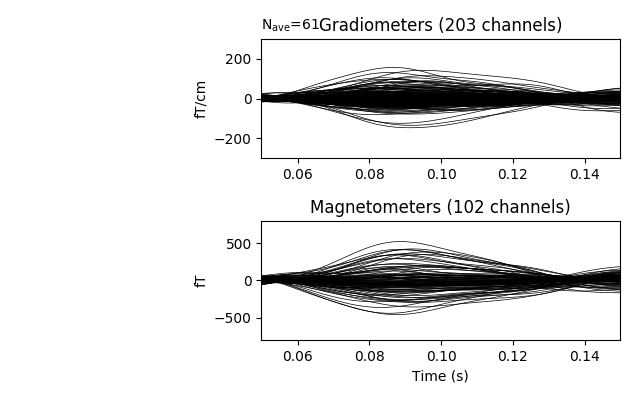 N_ave=61 Gradiometers (203 channels)
200
0
−200
fT/cm
0.06 0.08 0.10 0.12 0.14
Magnetometers (102 channels)
500
0
−500
fT
0.06 0.08 0.10 0.12 0.14
Time (s)